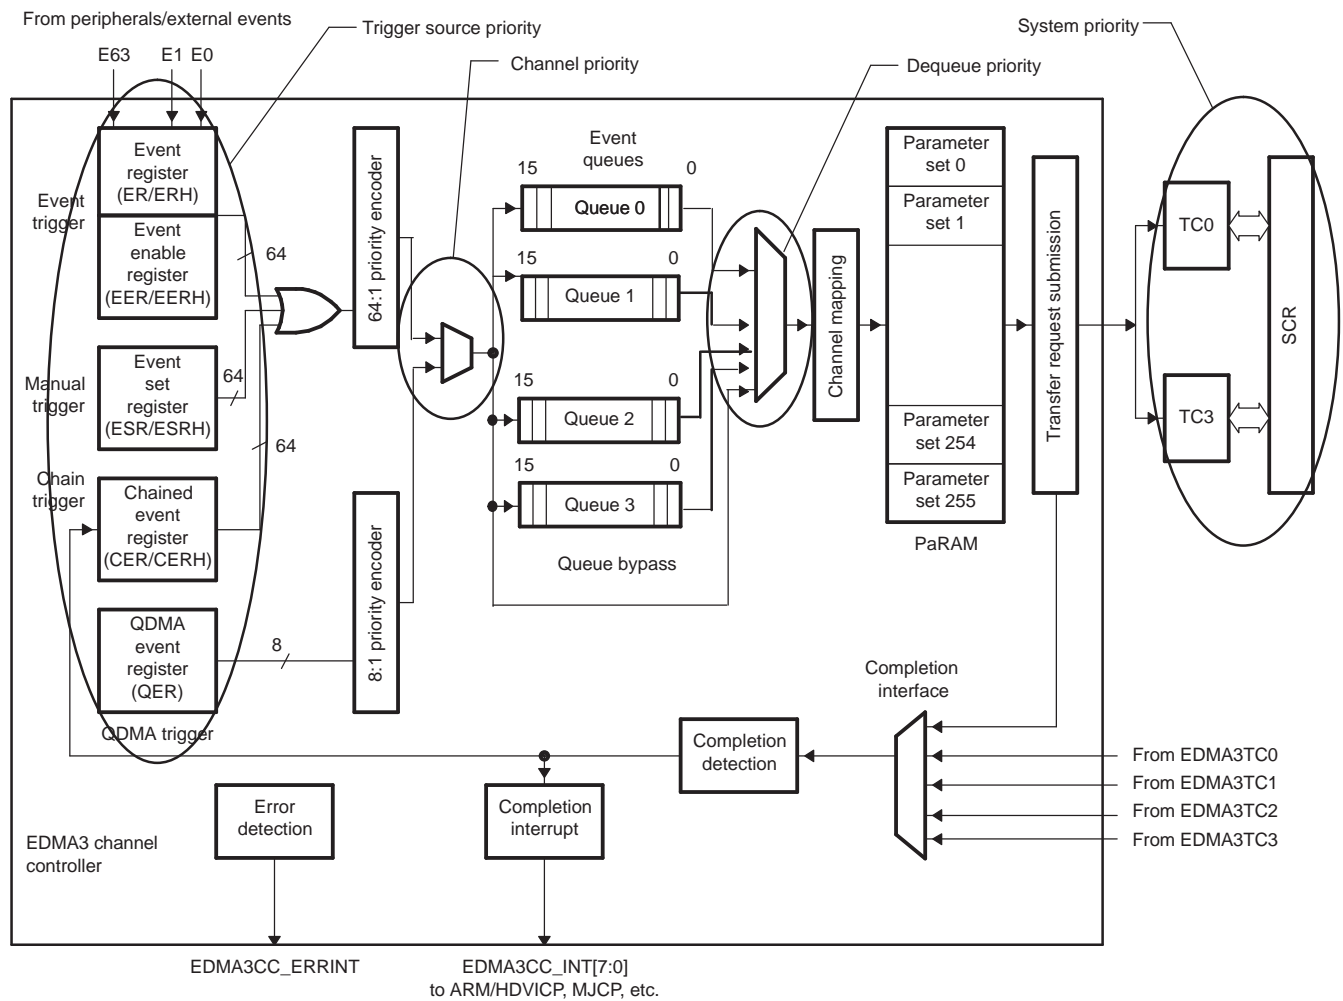 From peripherals/external events
Trigger source priority
System priority
E63
E1
E0
Channel priority
Dequeue priority
Event
register
(ER/ERH)
Event
trigger
Event
enable
register
(EER/EERH)
64
Manual
trigger
Event
set
register
(ESR/ESRH)
64
64
Chain
trigger
Chained
event
register
(CER/CERH)
QDMA
event
register
(QER)
8
QDMA trigger
64:1 priority encoder
8:1 priority encoder
Event
queues
15
0
Queue 0
15
0
Queue 1
15
0
Queue 2
15
0
Queue 3
Queue bypass
Channel mapping
Parameter
set 0
Parameter
set 1
Parameter
set 254
Parameter
set 255
PaRAM
Transfer request submission
TC0
TC3
SCR
Completion
interface
Completion
detection
From EDMA3TC0
From EDMA3TC1
From EDMA3TC2
From EDMA3TC3
Error
detection
Completion
interrupt
EDMA3 channel
controller
EDMA3CC_ERRINT
EDMA3CC_INT[7:0]
to ARM/HDVICP, MJCP, etc.